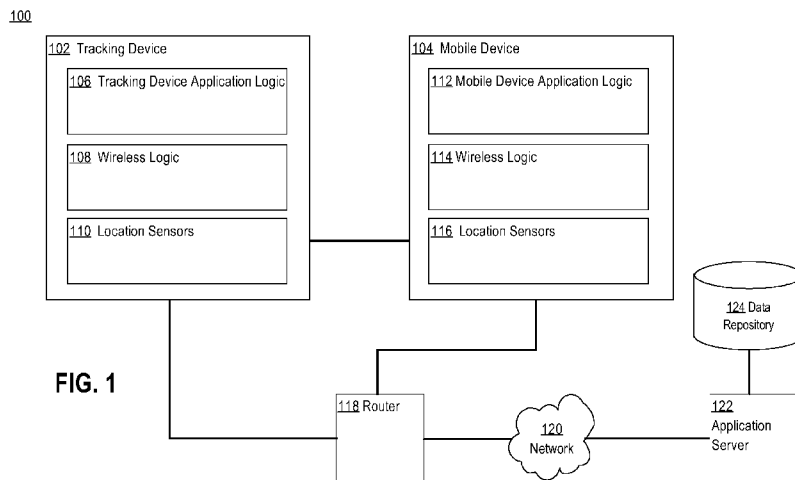 100
102 Tracking Device
104 Mobile Device
106 Tracking Device Application Logic
112 Mobile Device Application Logic
108 Wireless Logic
114 Wireless Logic
110 Location Sensors
116 Location Sensors
124 Data
Repository
FIG. 1
118 Router
120
Network
122
Application
Server